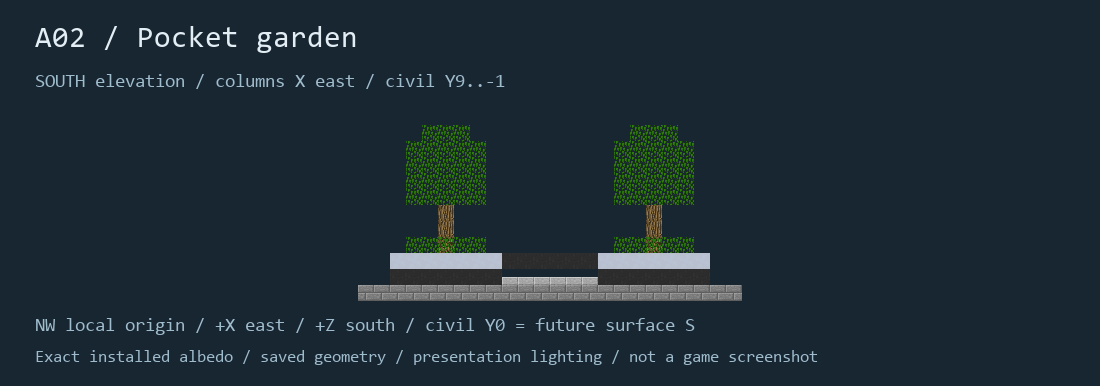 A02 / Pocket garden
SOUTH elevation / columns X east / civil Y9..-1
NW local origin / +X east / +Z south / civil Y0 = future surface S
Exact installed albedo / saved geometry / presentation lighting / not a game screenshot